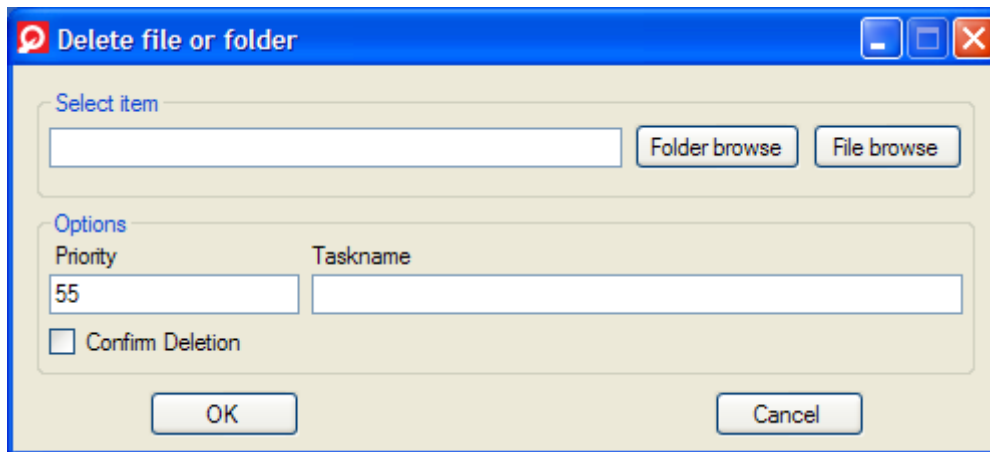 Delete file or folder
Select item
Folder browse File browse
Options
Priority Taskname
55
Confirm Deletion
OK Cancel